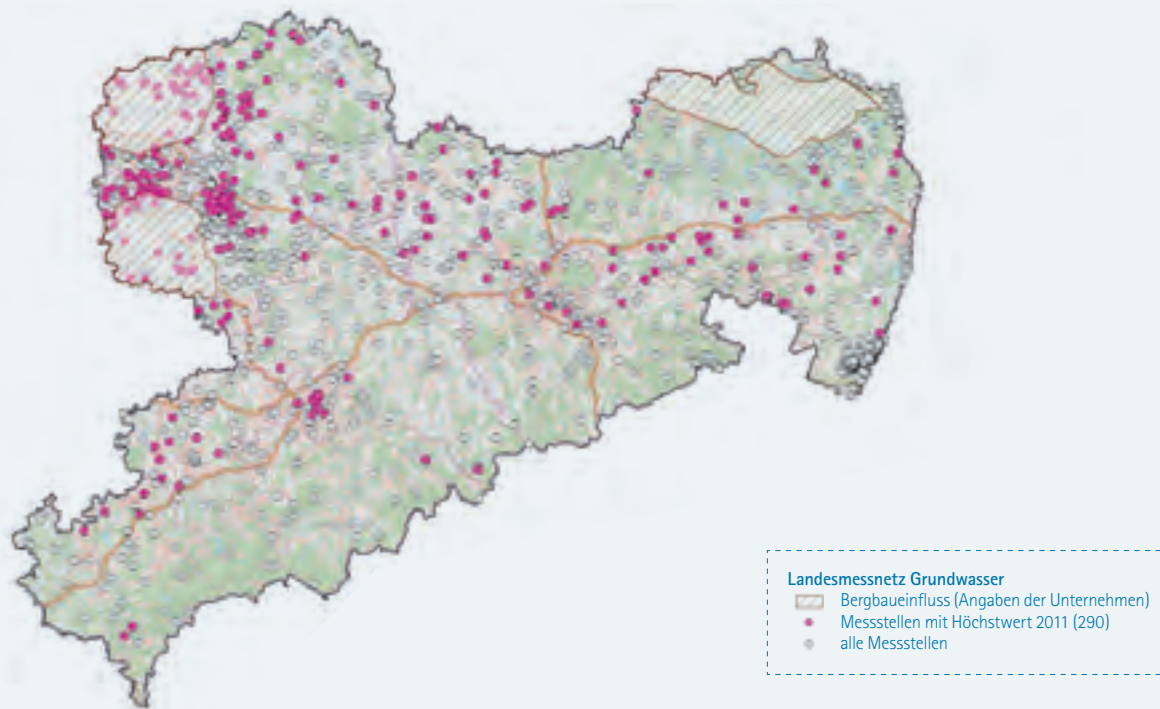 Landesmessnetz Grundwasser
Bergbaueinfluss (Angaben der Unternehmen)
Messstellen mit Höchstwert 2011 (290)
alle Messstellen